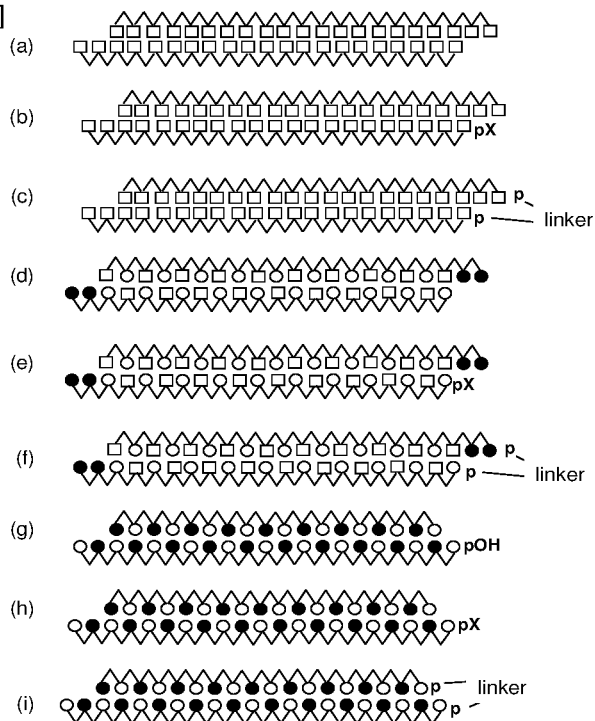 ]
(a)
(b)
pX
(c)
p
p
linker
(d)
(e)
pX
(f)
p
p
linker
(g)
pOH
(h)
pX
(i)
p
linker
p